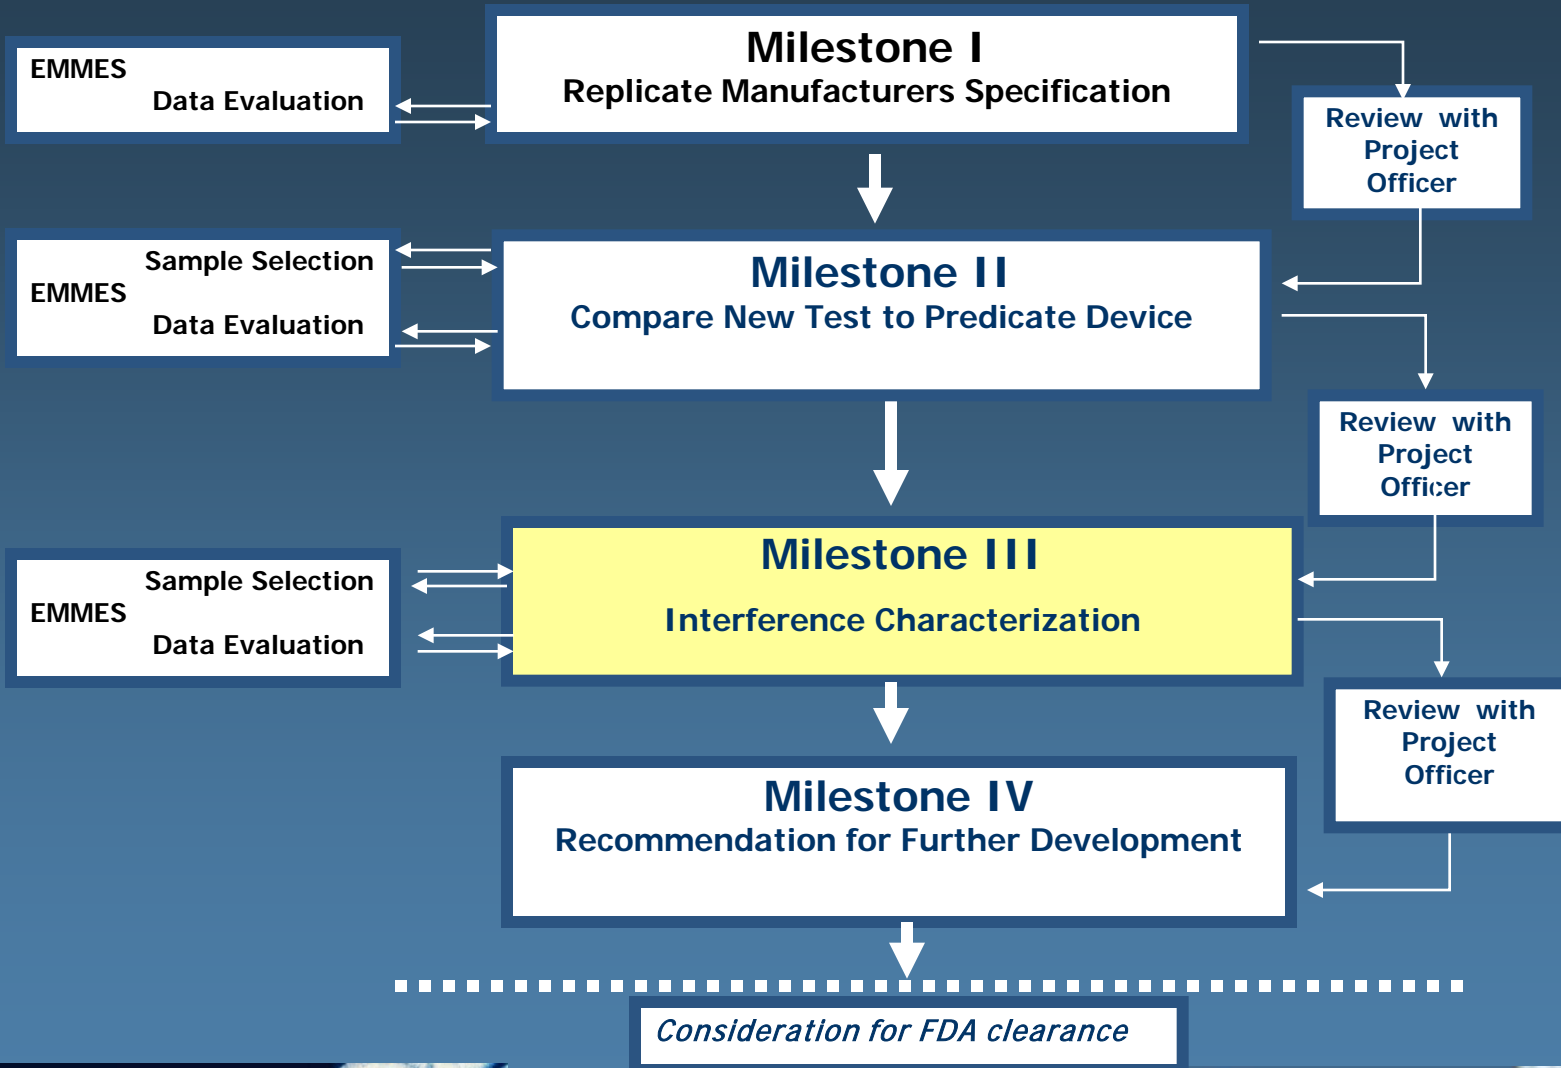 Milestone I
Replicate Manufacturers Specification
EMMES
Data Evaluation
Review with
Project
Officer
Sample Selection
EMMES
Data Evaluation
Milestone II
Compare New Test to Predicate Device
Review with
Project
Officer
Sample Selection
EMMES
Data Evaluation
Milestone III
Interference Characterization
Review with
Project
Officer
Milestone IV
Recommendation for Further Development
Consideration for FDA clearance